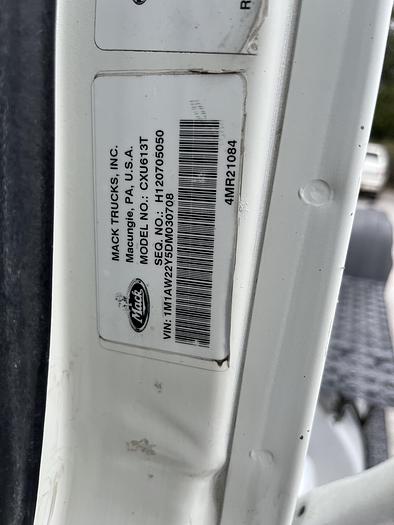 R
MACK TRUCKS, INC.
Macungie, PA, U.S.A.
MODEL NO.: CXU613T
SEQ. NO.: H120705050
Mack
VIN: 1M1AW22Y5DM030708
4MR21084